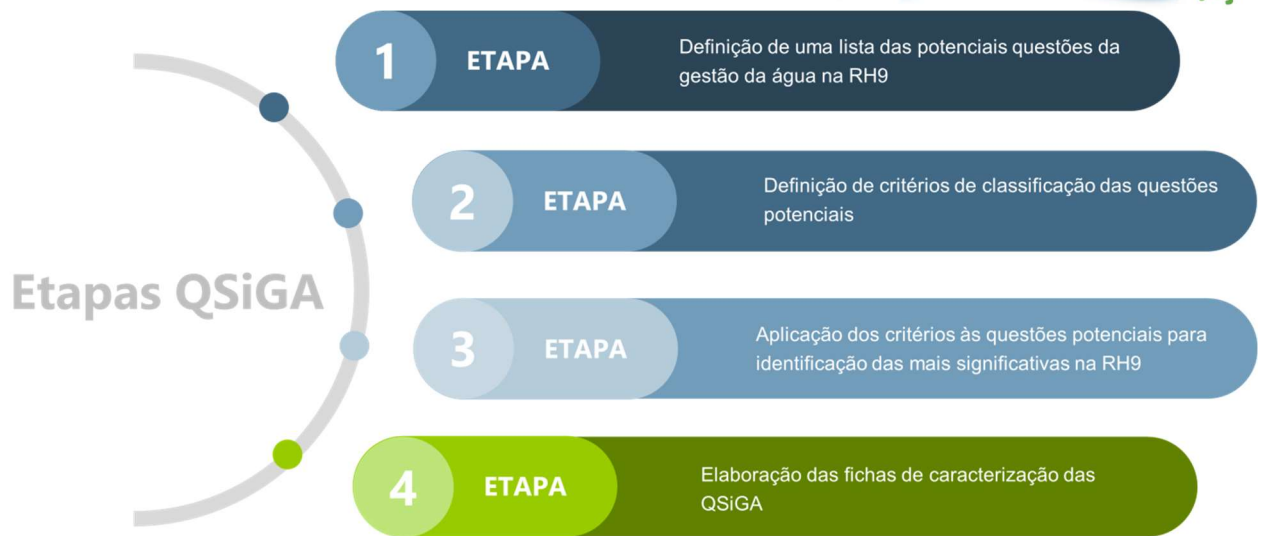 Etapas QSiGA
1 ETAPA
Definição de uma lista das potenciais questões da
gestão da água na RH9
2 ETAPA
Definição de critérios de classificação das questões
potenciais
3 ETAPA
Aplicação dos critérios às questões potenciais para
identificação das mais significativas na RH9
4 ETAPA
Elaboração das fichas de caracterização das
QSiGA